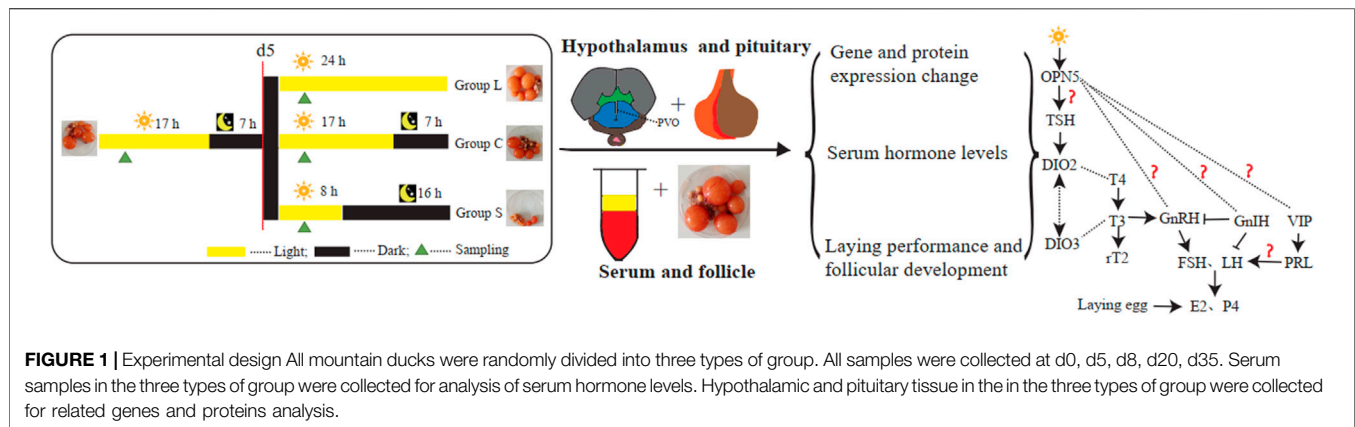 d5
24 h
Group L
17 h
7 h
17 h
7 h
Group C
8 h
16 h
Group S
Light; Dark; Sampling
Hypothalamus and pituitary
+
PVO
+
Serum and follicle
Gene and protein
expression change
Serum hormone levels
Laying performance and
follicular development
OPN5
?
TSH
DIO2
T4
? ? ?
DIO3
T3
GnRH
GnIH
VIP
rT2
FSH、LH
?
PRL
Laying egg
E2、P4
FIGURE 1 | Experimental design All mountain ducks were randomly divided into three types of group. All samples were collected at d0, d5, d8, d20, d35. Serum
samples in the three types of group were collected for analysis of serum hormone levels. Hypothalamic and pituitary tissue in the in the three types of group were collected
for related genes and proteins analysis.